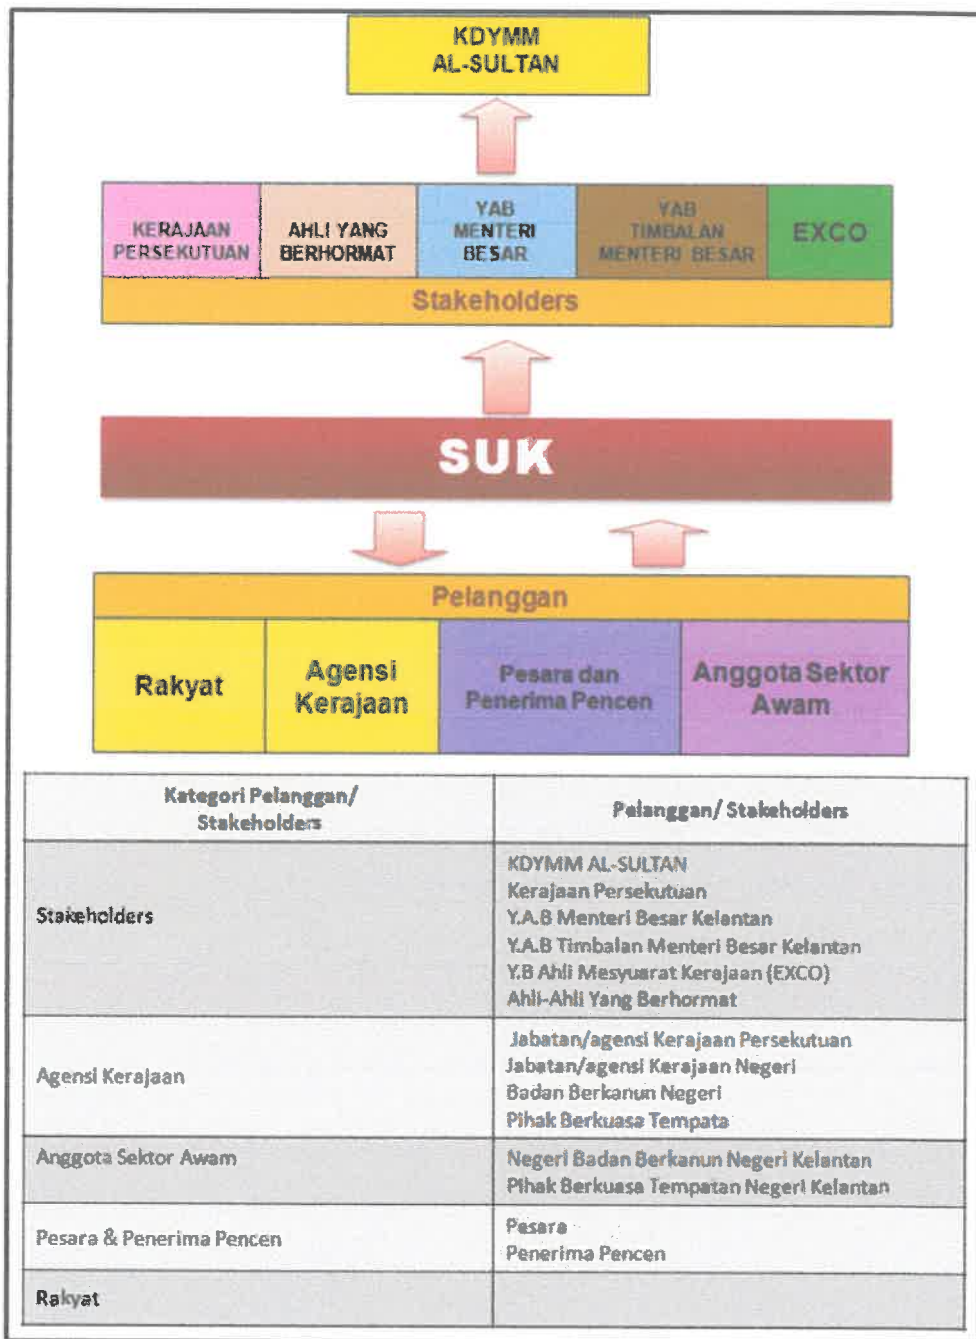 KDYMM
AL-SULTAN
KERAJAAN
PERSEKUTUAN
AHLI YANG
BERHORMAT
YAB
MENTERI
BESAR
YAB
TIMBALAN
MENTERI BESAR
EXCO
Stakeholders
SUK
Pelanggan
Rakyat
Agensi
Kerajaan
Pesara dan
Penerima Pencen
Anggota Sektor
Awam
Kategori Pelanggan/
Stakeholders
Pelanggan/ Stakeholders
Stakeholders
KDYMM AL-SULTAN
Kerajaan Persekutuan
Y.A.B Menteri Besar Kelantan
Y.A.B Timbalan Menteri Besar Kelantan
Y.B Ahli Mesyuarat Kerajaan (EXCO)
Ahli-Ahli Yang Berhormat
Agensi Kerajaan
Jabatan/agensi Kerajaan Persekutuan
Jabatan/agensi Kerajaan Negeri
Badan Berkanun Negeri
Pihak Berkuasa Tempata
Anggota Sektor Awam
Negeri Badan Berkanun Negeri Kelantan
Pihak Berkuasa Tempatan Negeri Kelantan
Pesara & Penerima Pencen
Pesara
Penerima Pencen
Rakyat